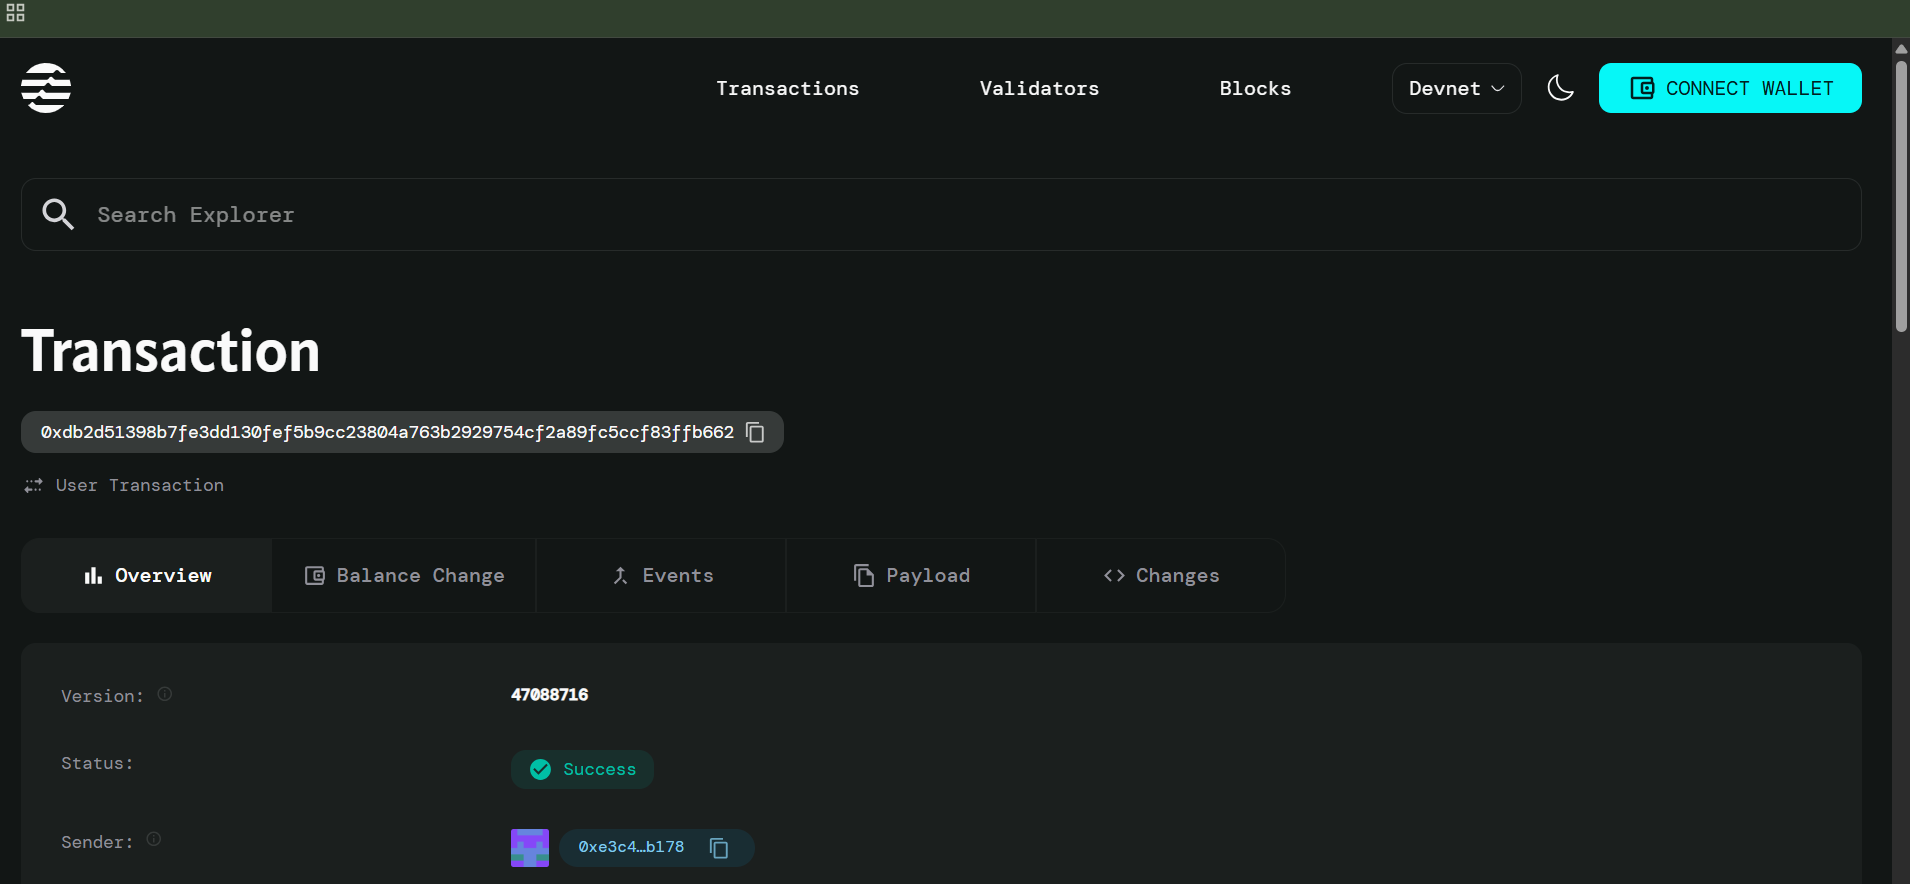 Transactions Validators Blocks Devnet CONNECT WALLET
Search Explorer
Transaction
0xdb2d51398b7fe3dd130fef5b9cc23804a763b2929754cf2a89fc5ccf83ffb662
User Transaction
Overview Balance Change Events Payload Changes
Version: 47088716
Status: Success
Sender: 0xe3c4…b178